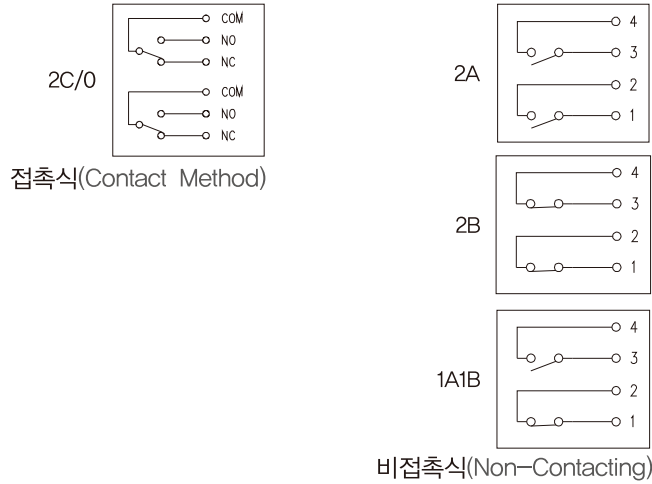 2C/0
COM
NO
NC
COM
NO
NC
접촉식(Contact Method)
2A
4
3
2
1
2B
4
3
2
1
1A1B
4
3
2
1
비접촉식(Non-Contacting)